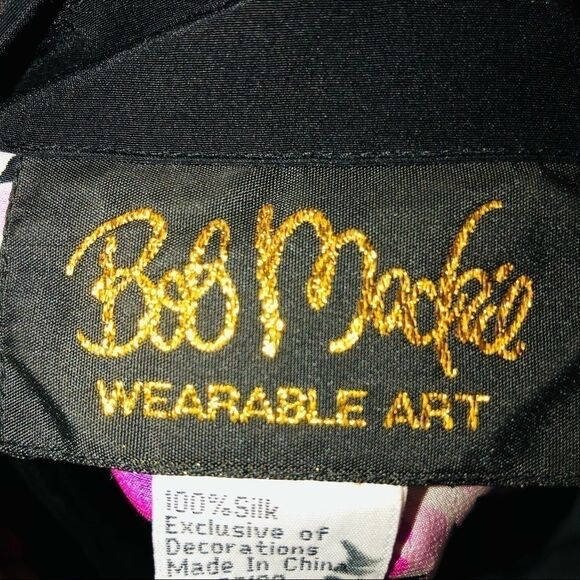 Bob Mackie
WEARABLE ART
100% Silk
Exclusive of
Decorations
Made In China